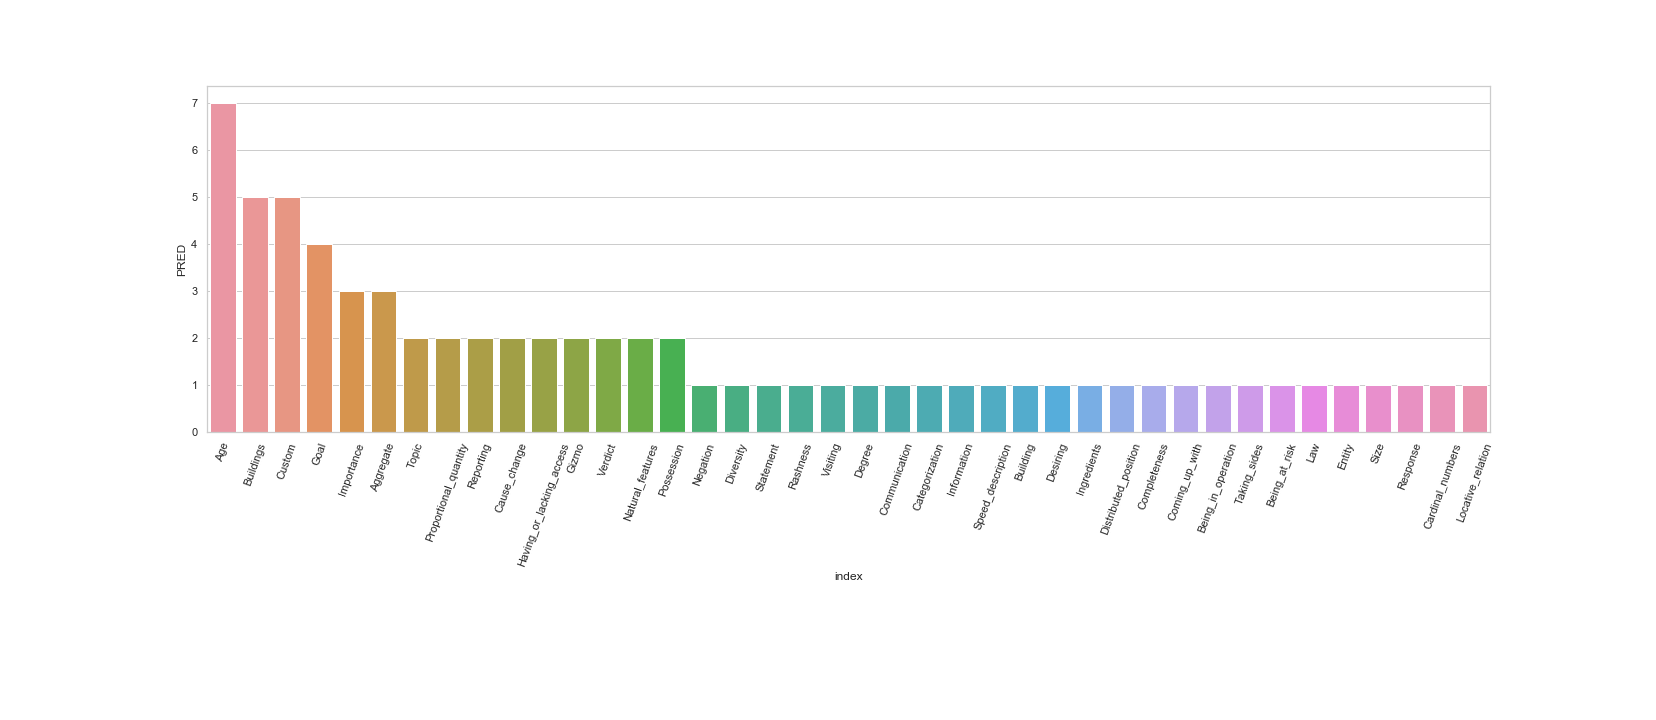 7
6
5
4
3
2
1
0
PRED
Age
Buildings
Custom
Goal
Importance
Aggregate
Topic
Proportional_quantity
Reporting
Cause_change
Having_or_lacking_access
Gizmo
Verdict
Natural_features
Possession
Negation
Diversity
Statement
Rashness
Visiting
Degree
Communication
Categorization
Information
Speed_description
Building
Desiring
Ingredients
Distributed_position
Completeness
Coming_up_with
Being_in_operation
Taking_sides
Being_at_risk
Law
Entity
Size
Response
Cardinal_numbers
Locative_relation
index